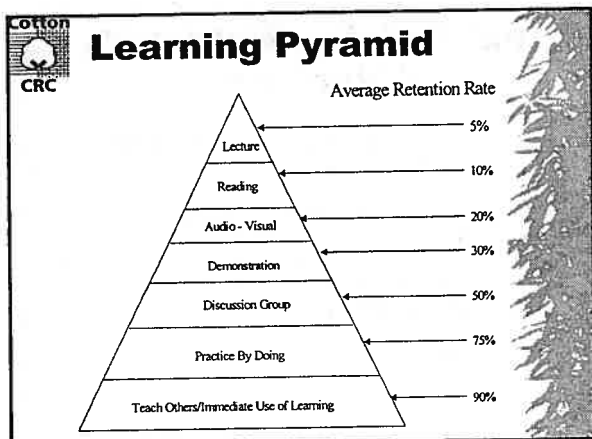 Cotton
CRC
Learning Pyramid
Average Retention Rate
Lecture
5%
Reading
10%
Audio - Visual
20%
Demonstration
30%
Discussion Group
50%
Practice By Doing
75%
Teach Others/Immediate Use of Learning
90%